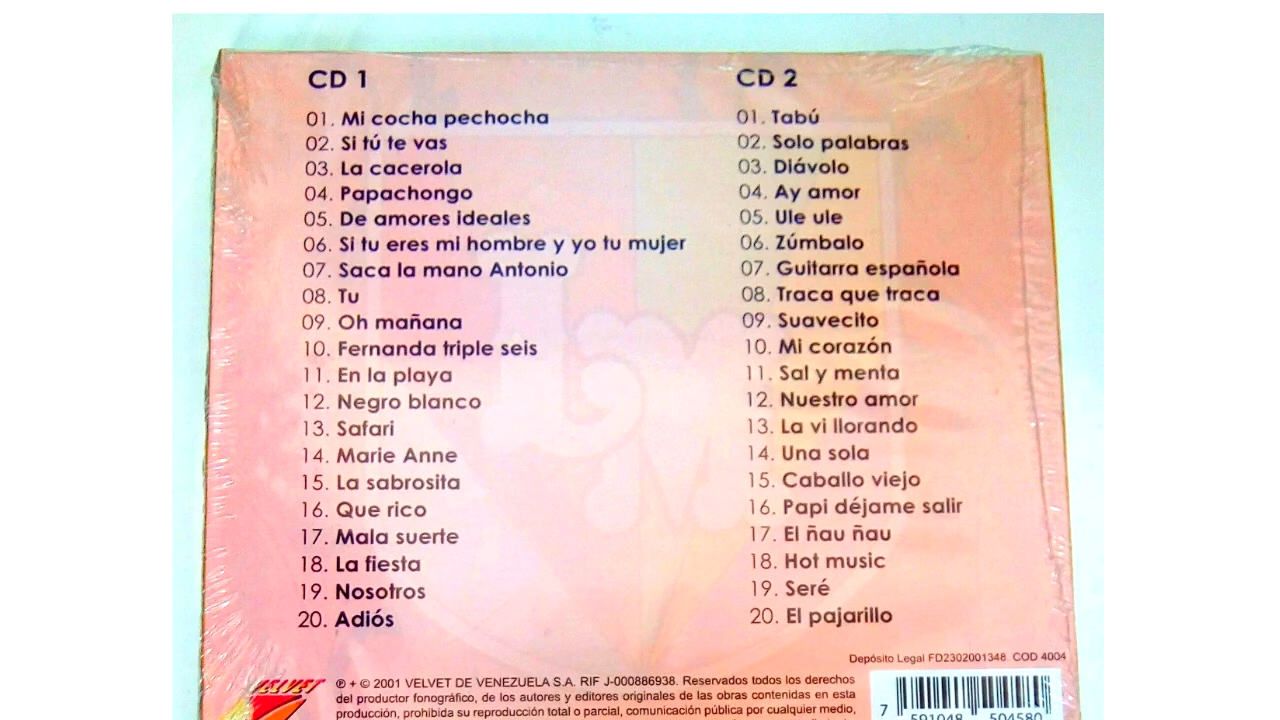 CD 1
01. Mi cocha pechocha
02. Si tú te vas
03. La cacerola
04. Papachongo
05. De amores ideales
06. Si tu eres mi hombre y yo tu mujer
07. Saca la mano Antonio
08. Tu
09. Oh mañana
10. Fernanda triple seis
11. En la playa
12. Negro blanco
13. Safari
14. Marie Anne
15. La sabrosita
16. Que rico
17. Mala suerte
18. La fiesta
19. Nosotros
20. Adiós
CD 2
01. Tabú
02. Solo palabras
03. Diávolo
04. Ay amor
05. Ule ule
06. Zúmbalo
07. Guitarra española
08. Traca que traca
09. Suavecito
10. Mi corazón
11. Sal y menta
12. Nuestro amor
13. La vi llorando
14. Una sola
15. Caballo viejo
16. Papi déjame salir
17. El ñau ñau
18. Hot music
19. Seré
20. El pajarillo
Depósito Legal FD2302001348. COD 4004
VELVET
℗ + © 2001 VELVET DE VENEZUELA S.A. RIF J-000886938. Reservados todos los derechos
del productor fonográfico, de los autores y editores originales de las obras contenidas en esta
producción, prohibida su reproducción total o parcial, comunicación pública por cualquier medio,
7 591048 504580